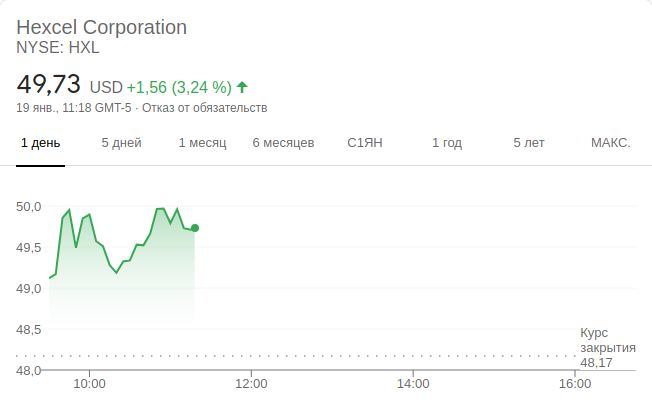 Hexcel Corporation
NYSE: HXL
49,73 USD +1,56 (3,24 %)
19 янв., 11:18 GMT-5 · Отказ от обязательств
1 день 5 дней 1 месяц 6 месяцев С1ЯН 1 год 5 лет МАКС.
50,0
49,5
49,0
48,5
Курс
закрытия
48,17
48,0
10:00 12:00 14:00 16:00